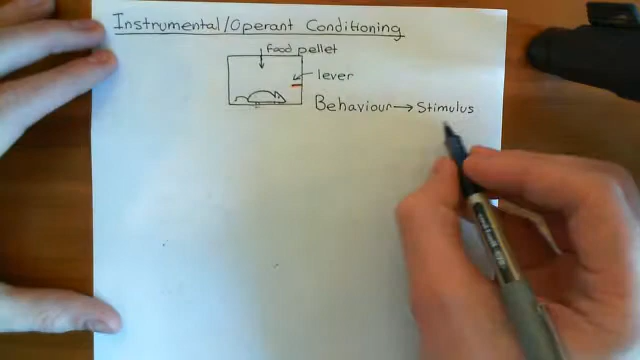 Instrumental/Operant Conditioning
food pellet
lever
Behaviour → Stimulus